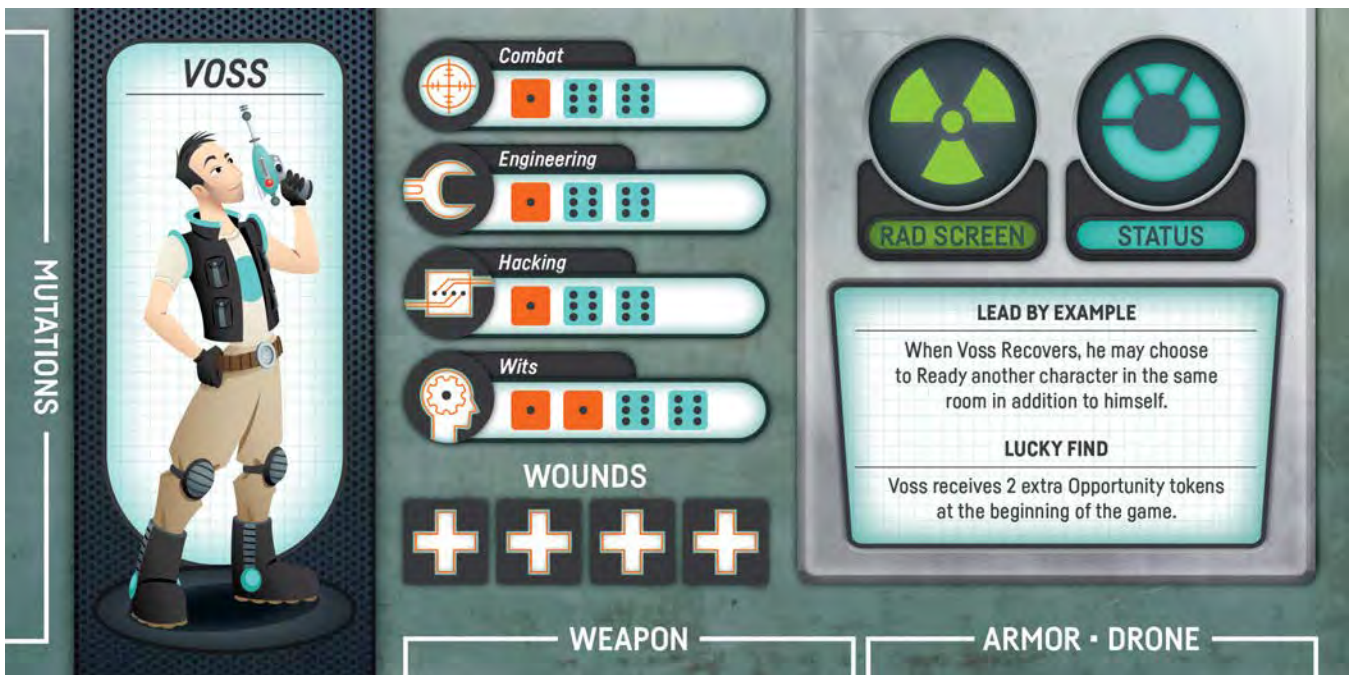 MUTATIONS
VOSS
Combat
Engineering
Hacking
Wits
WOUNDS
RAD SCREEN
STATUS
LEAD BY EXAMPLE
When Voss Recovers, he may choose
to Ready another character in the same
room in addition to himself.
LUCKY FIND
Voss receives 2 extra Opportunity tokens
at the beginning of the game.
WEAPON
ARMOR · DRONE